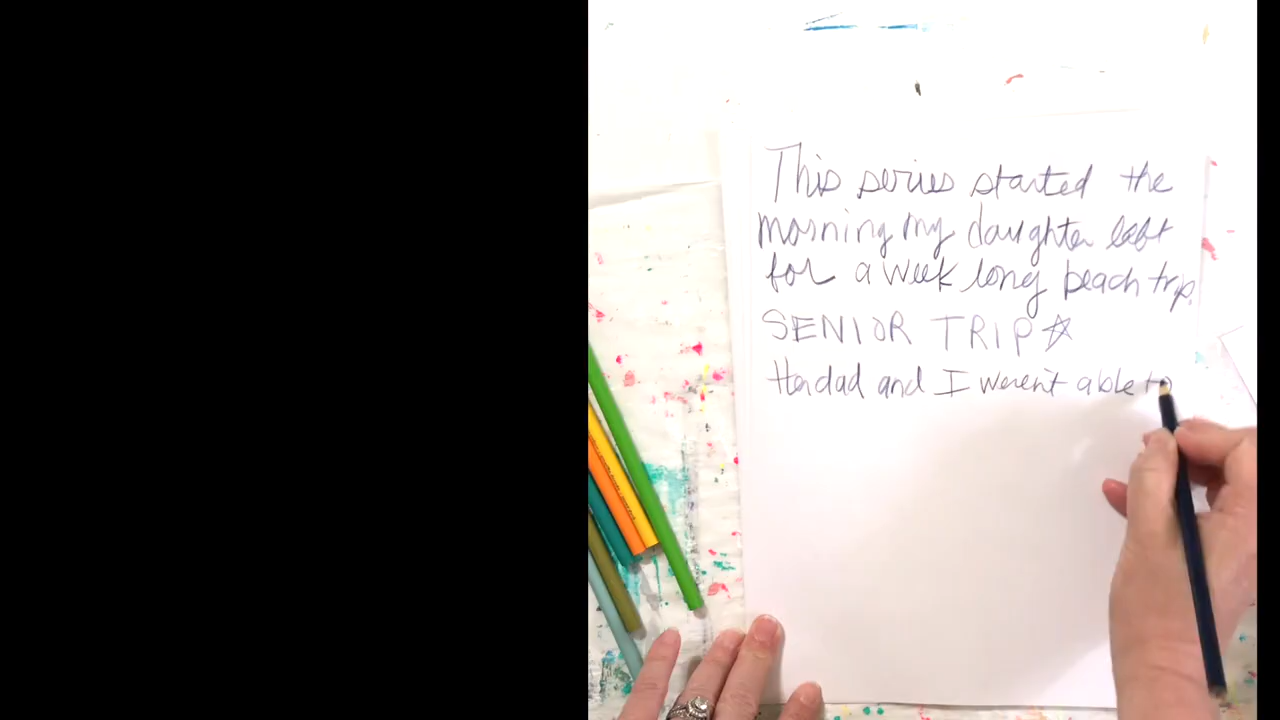 This series started the
morning my daughter left
for a week long beach trip.
SENIOR TRIP
Her dad and I weren't able to